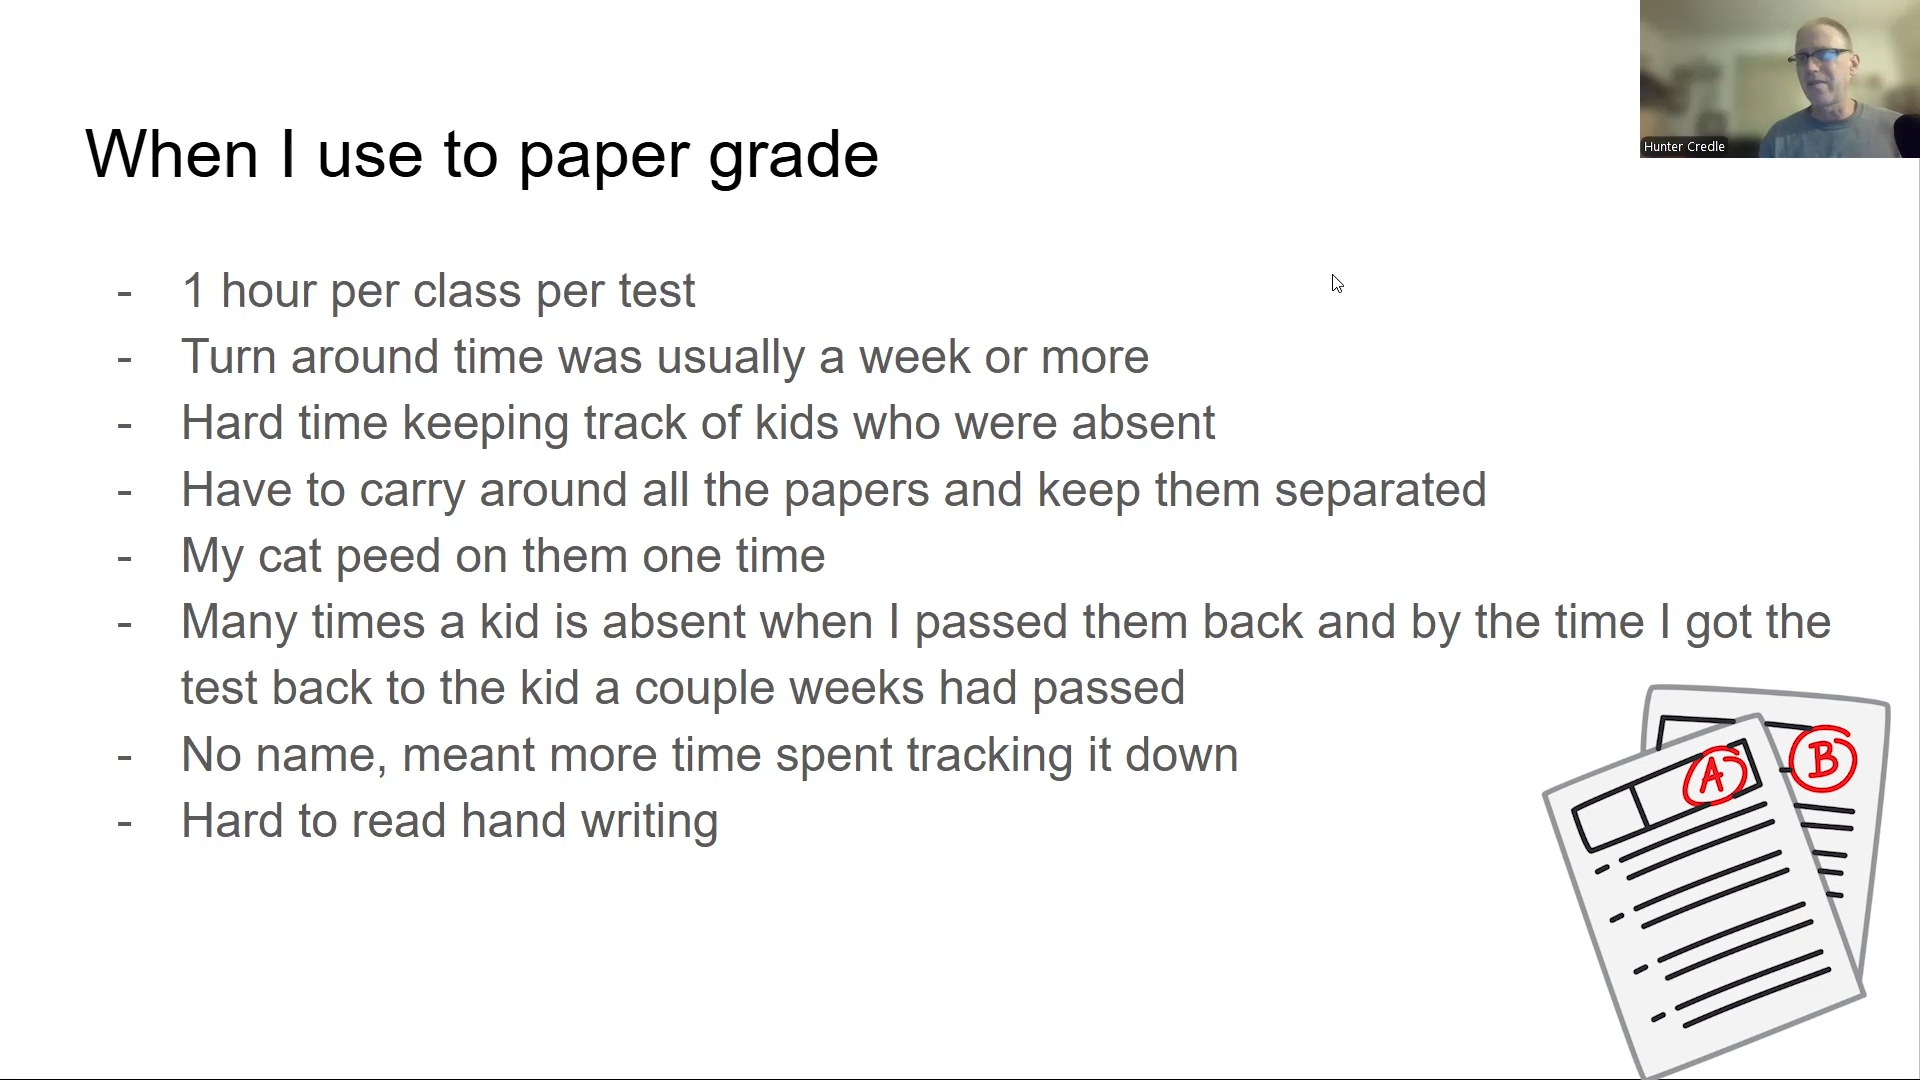 Hunter Credle
When I use to paper grade
- 1 hour per class per test
- Turn around time was usually a week or more
- Hard time keeping track of kids who were absent
- Have to carry around all the papers and keep them separated
- My cat peed on them one time
- Many times a kid is absent when I passed them back and by the time I got the
test back to the kid a couple weeks had passed
- No name, meant more time spent tracking it down
- Hard to read hand writing
A
B